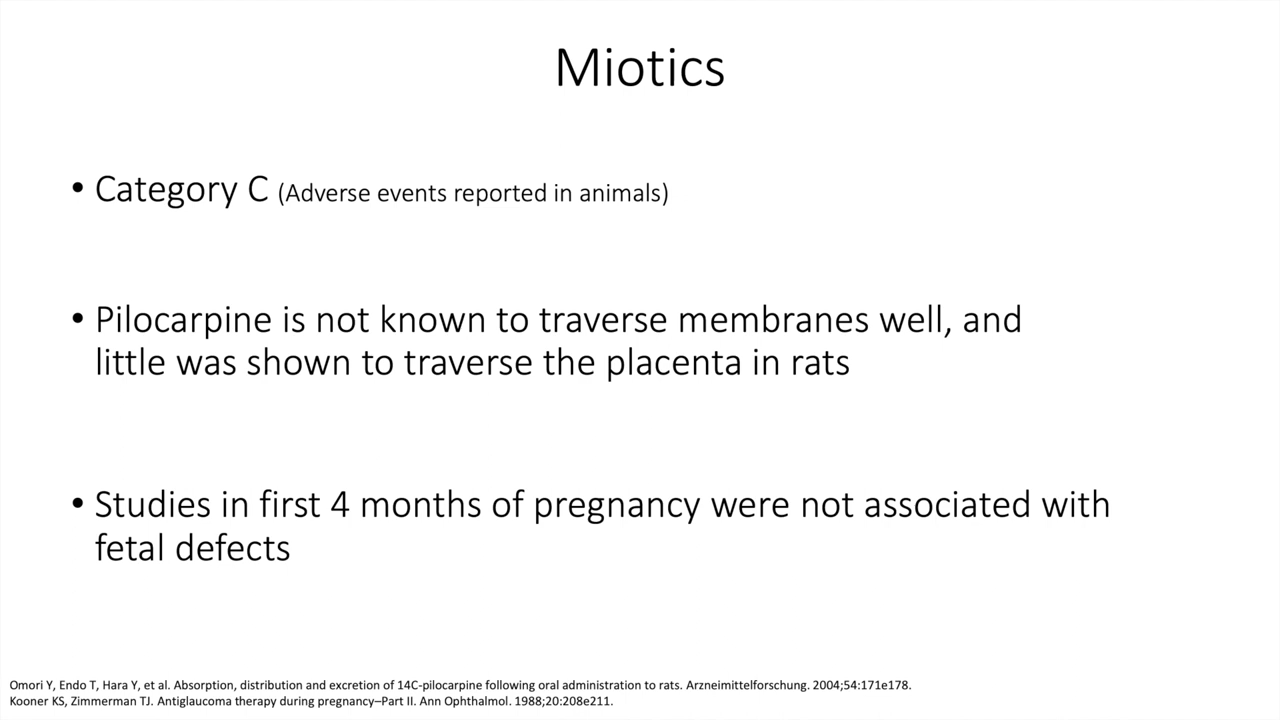 Miotics
• Category C (Adverse events reported in animals)
• Pilocarpine is not known to traverse membranes well, and
little was shown to traverse the placenta in rats
• Studies in first 4 months of pregnancy were not associated with
fetal defects
Omori Y, Endo T, Hara Y, et al. Absorption, distribution and excretion of 14C-pilocarpine following oral administration to rats. Arzneimittelforschung. 2004;54:171e178.
Kooner KS, Zimmerman TJ. Antiglaucoma therapy during pregnancy–Part II. Ann Ophthalmol. 1988;20:208e211.